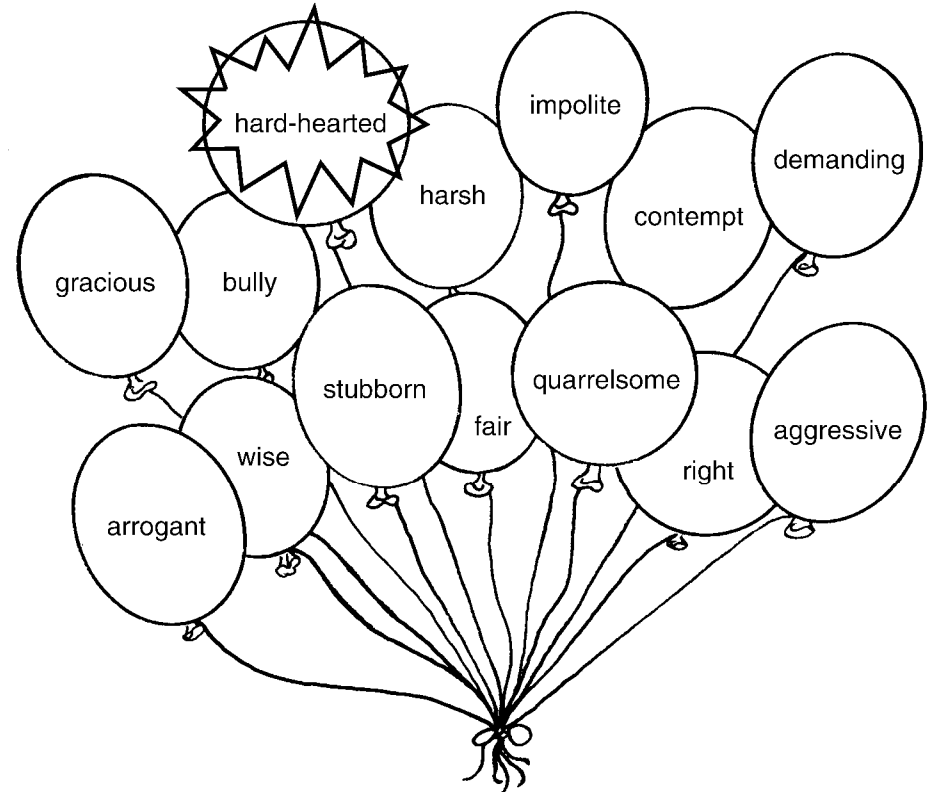 impolite
hard-hearted
demanding
harsh
contempt
gracious
bully
stubborn
quarrelsome
fair
aggressive
wise
right
arrogant